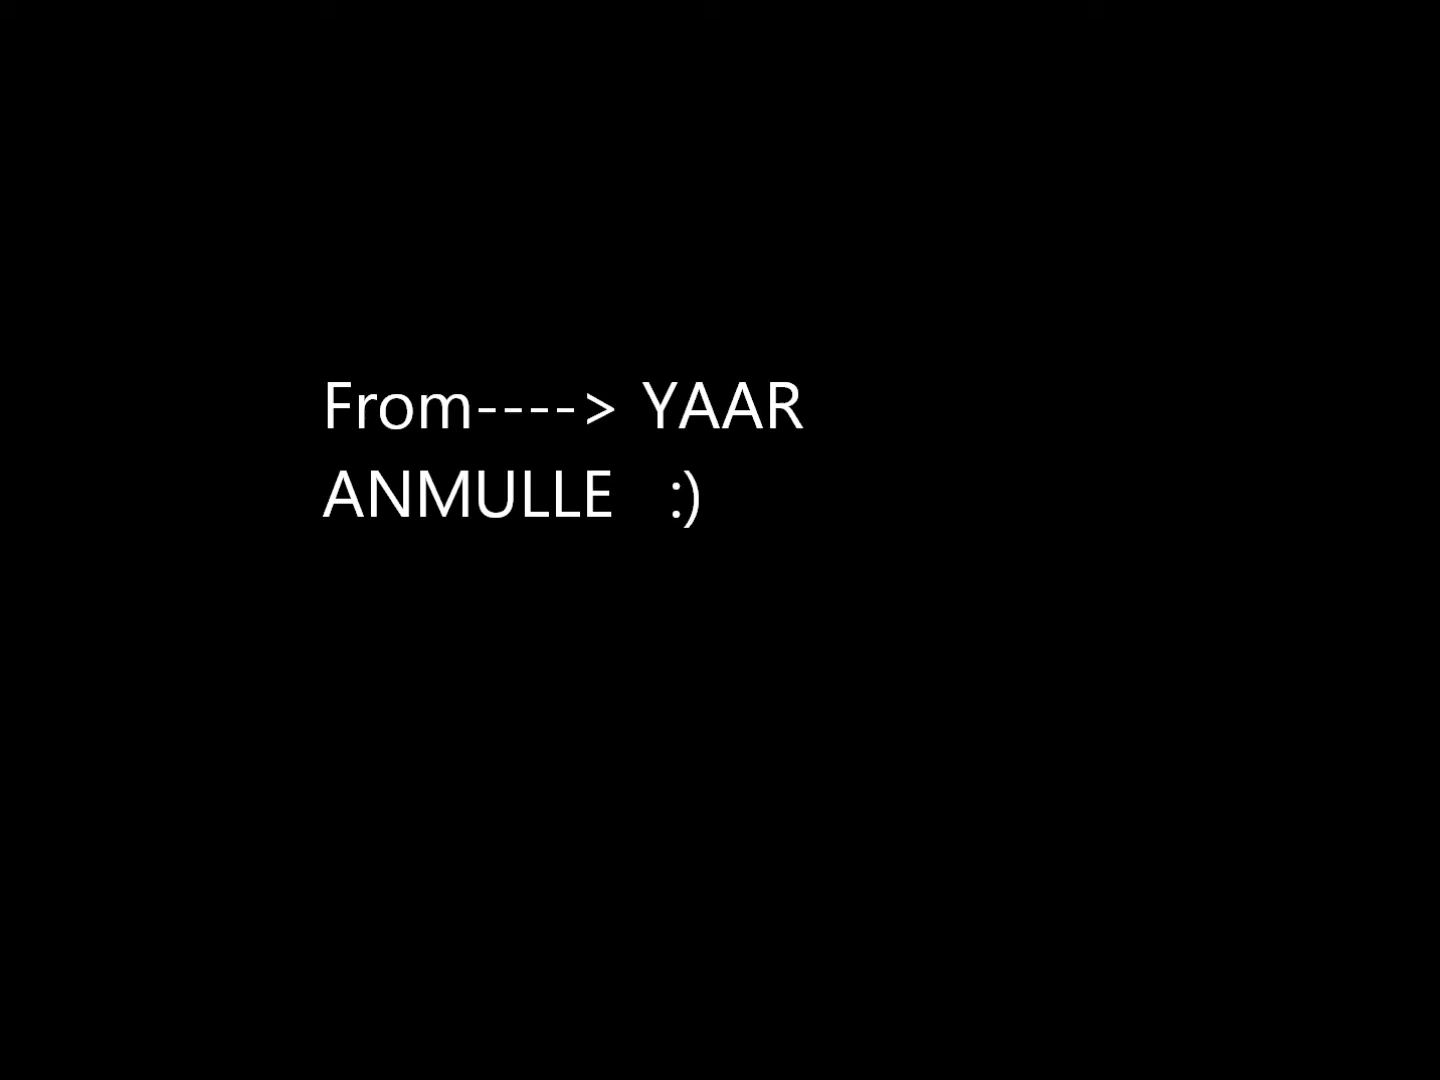 From----> YAAR
ANMULLE   :)